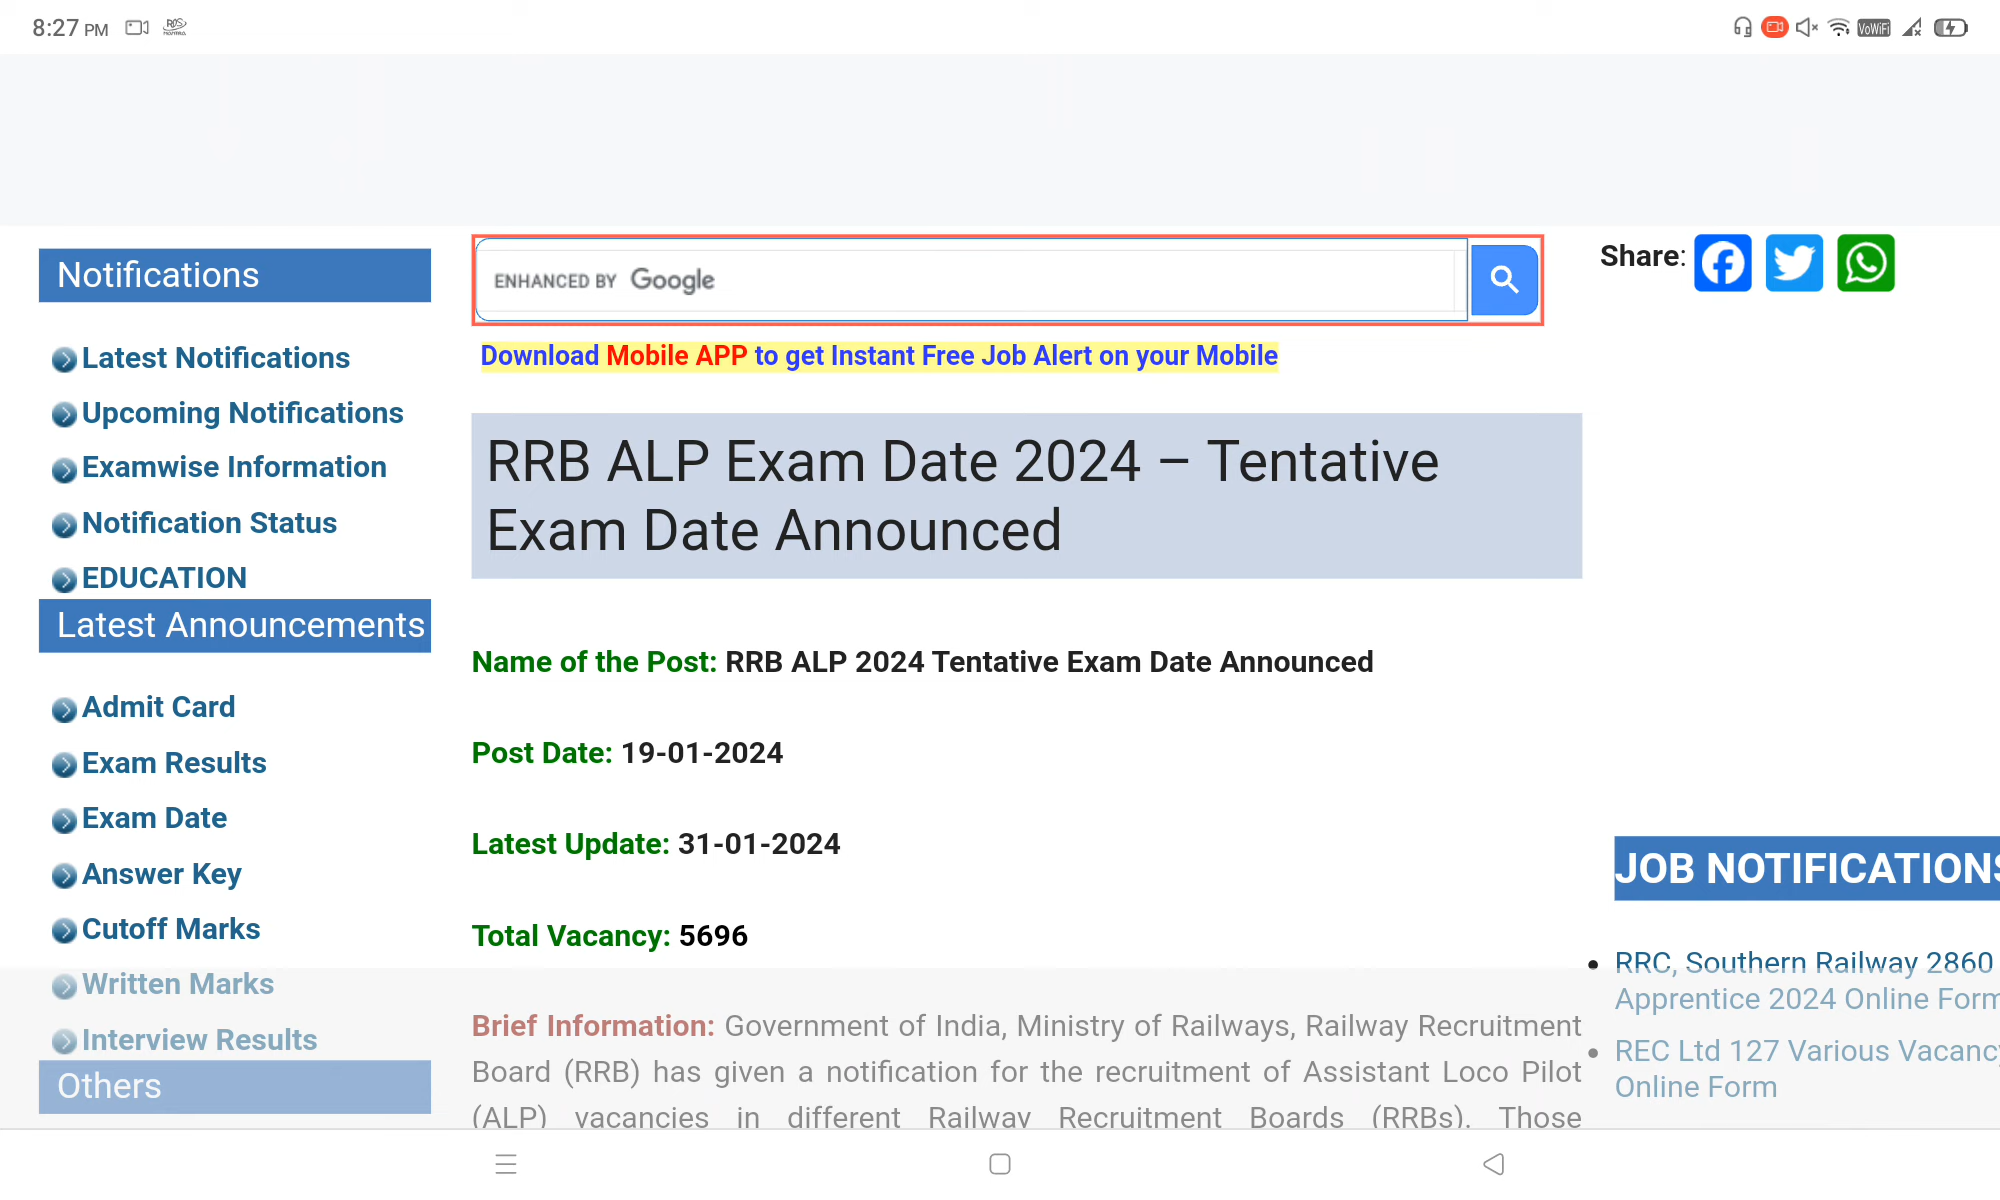 8:27 PM
VoWiFi
Notifications
Latest Notifications
Upcoming Notifications
Examwise Information
Notification Status
EDUCATION
Latest Announcements
Admit Card
Exam Results
Exam Date
Answer Key
Cutoff Marks
Written Marks
Interview Results
Others
ENHANCED BY Google
Download Mobile APP to get Instant Free Job Alert on your Mobile
RRB ALP Exam Date 2024 – Tentative
Exam Date Announced
Name of the Post: RRB ALP 2024 Tentative Exam Date Announced
Post Date: 19-01-2024
Latest Update: 31-01-2024
Total Vacancy: 5696
Brief Information: Government of India, Ministry of Railways, Railway Recruitment
Board (RRB) has given a notification for the recruitment of Assistant Loco Pilot
(ALP) vacancies in different Railway Recruitment Boards (RRBs). Those
Share:
JOB NOTIFICATIONS
RRC, Southern Railway 2860
Apprentice 2024 Online Form
REC Ltd 127 Various Vacancy
Online Form